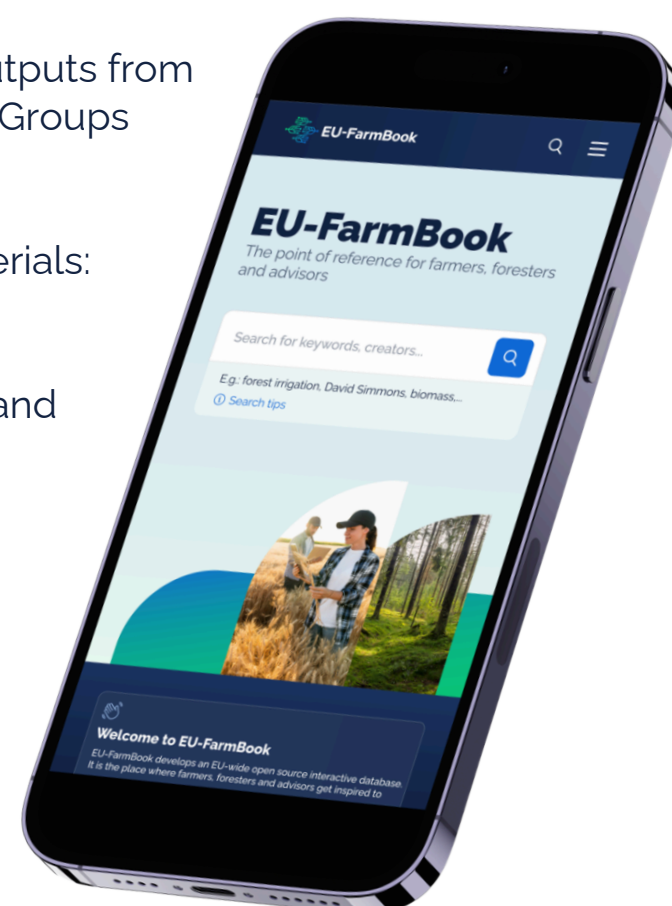 utputs from
Groups
erials:
and
EU-FarmBook
EU-FarmBook
The point of reference for farmers, foresters
and advisors
Search for keywords, creators...
E.g.: forest irrigation, David Simmons, biomass,...
Search tips
Welcome to EU-FarmBook
EU-FarmBook develops an EU-wide open source interactive database.
It is the place where farmers, foresters and advisors get inspired to